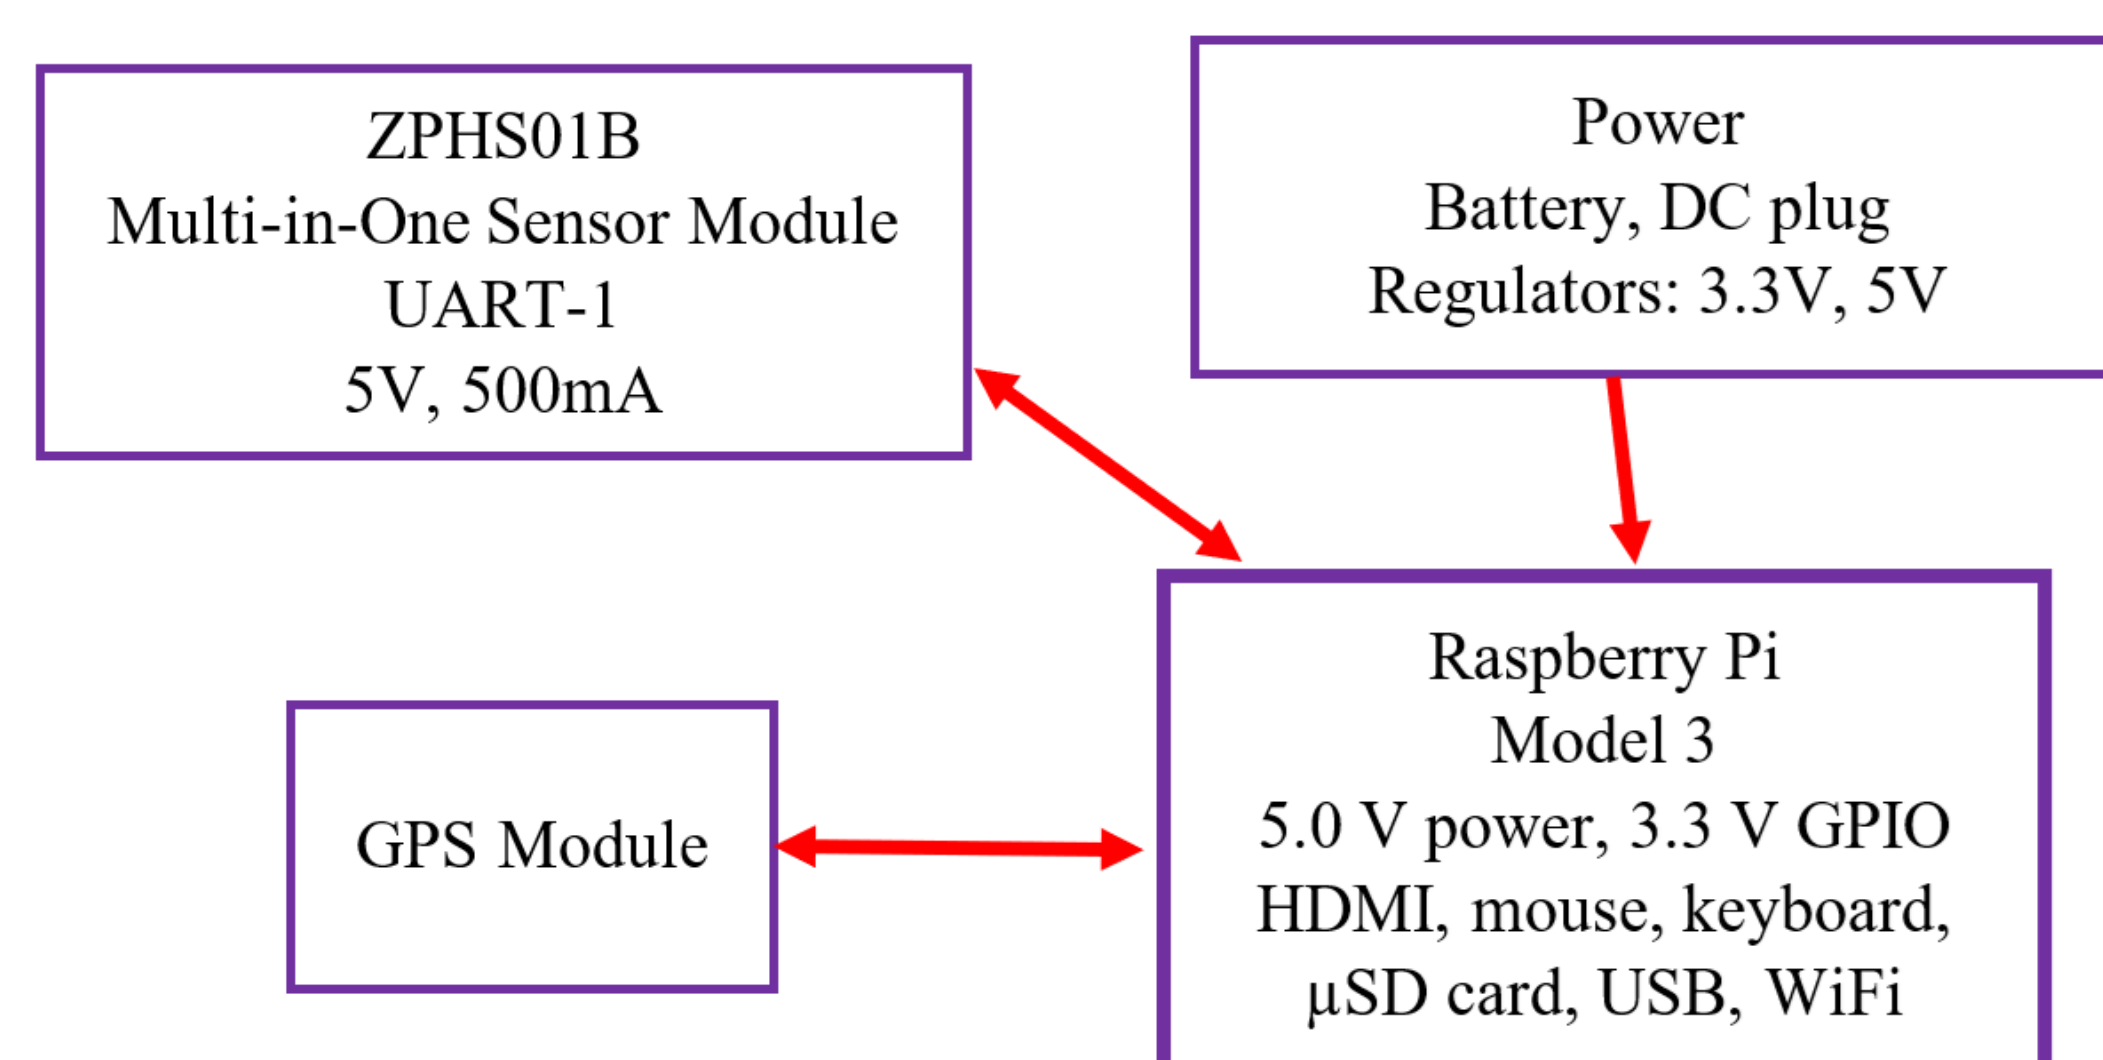 ZPHS01B
Multi-in-One Sensor Module
UART-1
5V, 500mA
Power
Battery, DC plug
Regulators: 3.3V, 5V
GPS Module
Raspberry Pi
Model 3
5.0 V power, 3.3 V GPIO
HDMI, mouse, keyboard,
µSD card, USB, WiFi